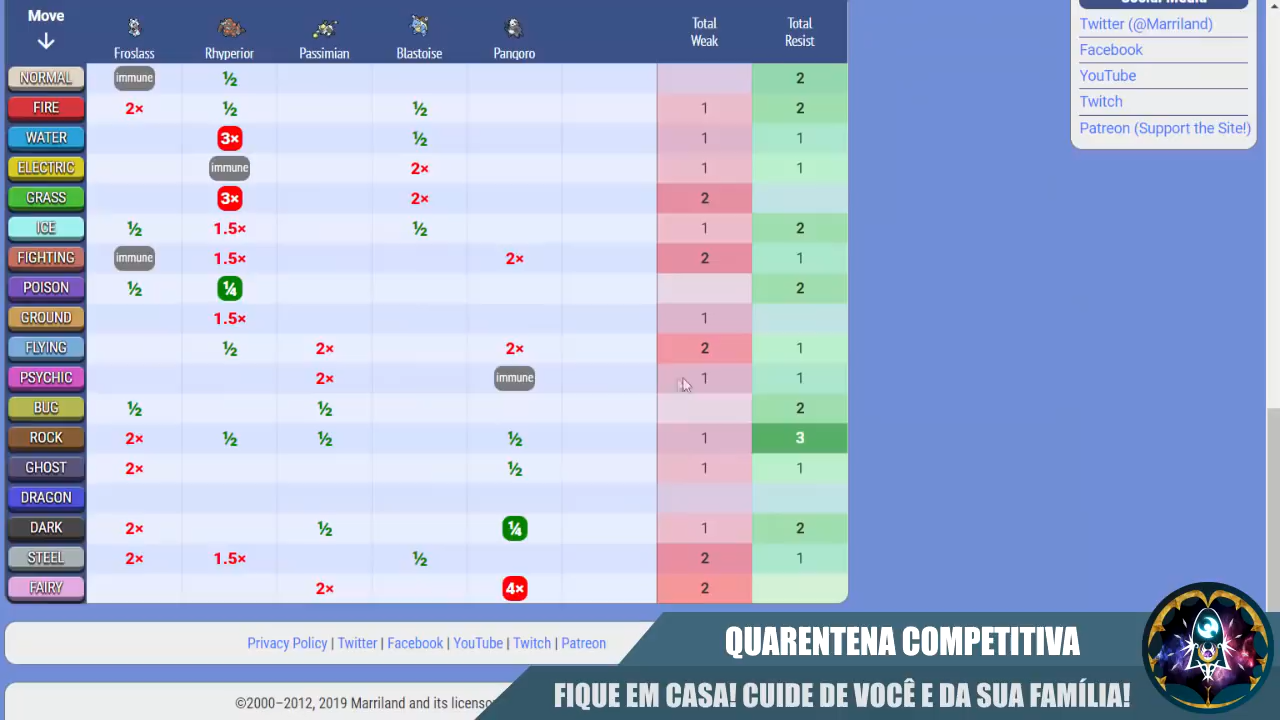 Move Froslass Rhyperior Passimian Blastoise Pangoro Total Weak Total Resist
NORMAL immune ½ 2
FIRE 2× ½ ½ 1 2
WATER 3× ½ 1 1
ELECTRIC immune 2× 1 1
GRASS 3× 2× 2
ICE ½ 1.5× ½ 1 2
FIGHTING immune 1.5× 2× 2 1
POISON ½ ¼ 2
GROUND 1.5× 1
FLYING ½ 2× 2× 2 1
PSYCHIC 2× immune 1 1
BUG ½ ½ 2
ROCK 2× ½ ½ ½ 1 3
GHOST 2× ½ 1 1
DRAGON
DARK 2× ½ ¼ 1 2
STEEL 2× 1.5× ½ 2 1
FAIRY 2× 4× 2
Twitter (@Marriland)
Facebook
YouTube
Twitch
Patreon (Support the Site!)
Privacy Policy | Twitter | Facebook | YouTube | Twitch | Patreon
©2000–2012, 2019 Marriland and its
QUARENTENA COMPETITIVA
FIQUE EM CASA! CUIDE DE VOCÊ E DA SUA FAMÍLIA!